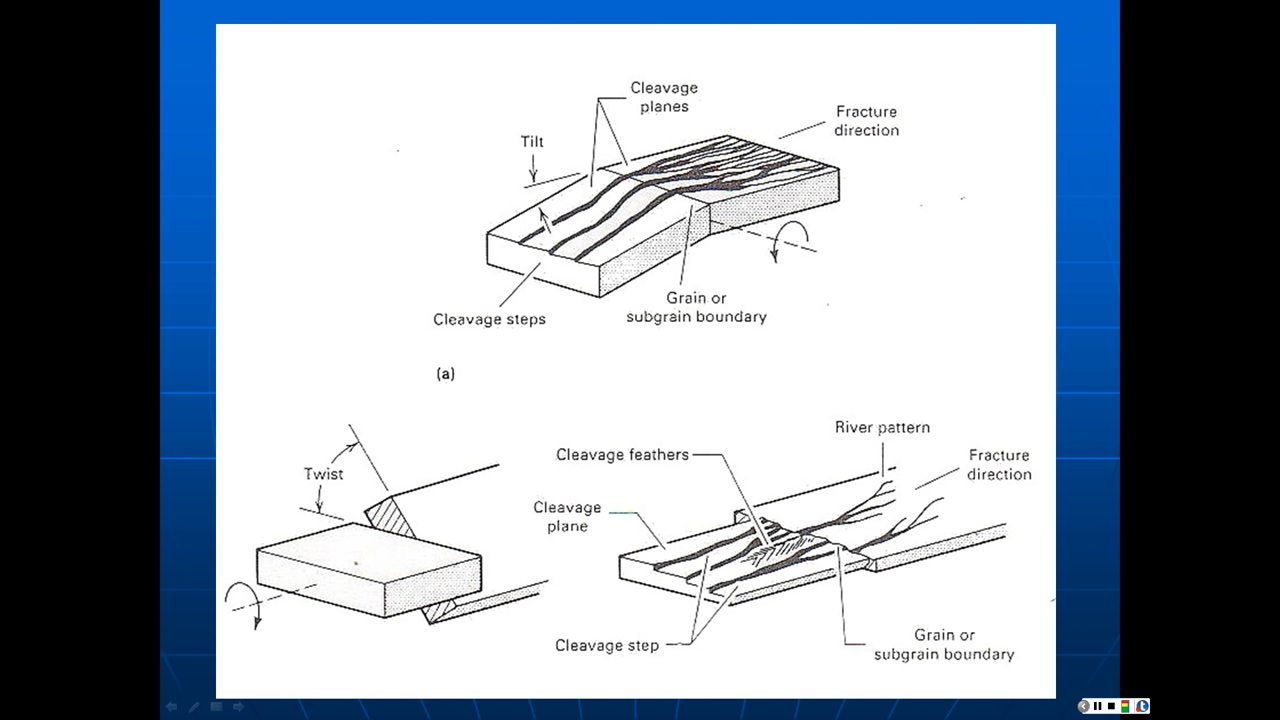 Cleavage
planes
Fracture
direction
Tilt
Grain or
subgrain boundary
Cleavage steps
(a)
River pattern
Cleavage feathers
Fracture
direction
Twist
Cleavage
plane
Cleavage step
Grain or
subgrain boundary